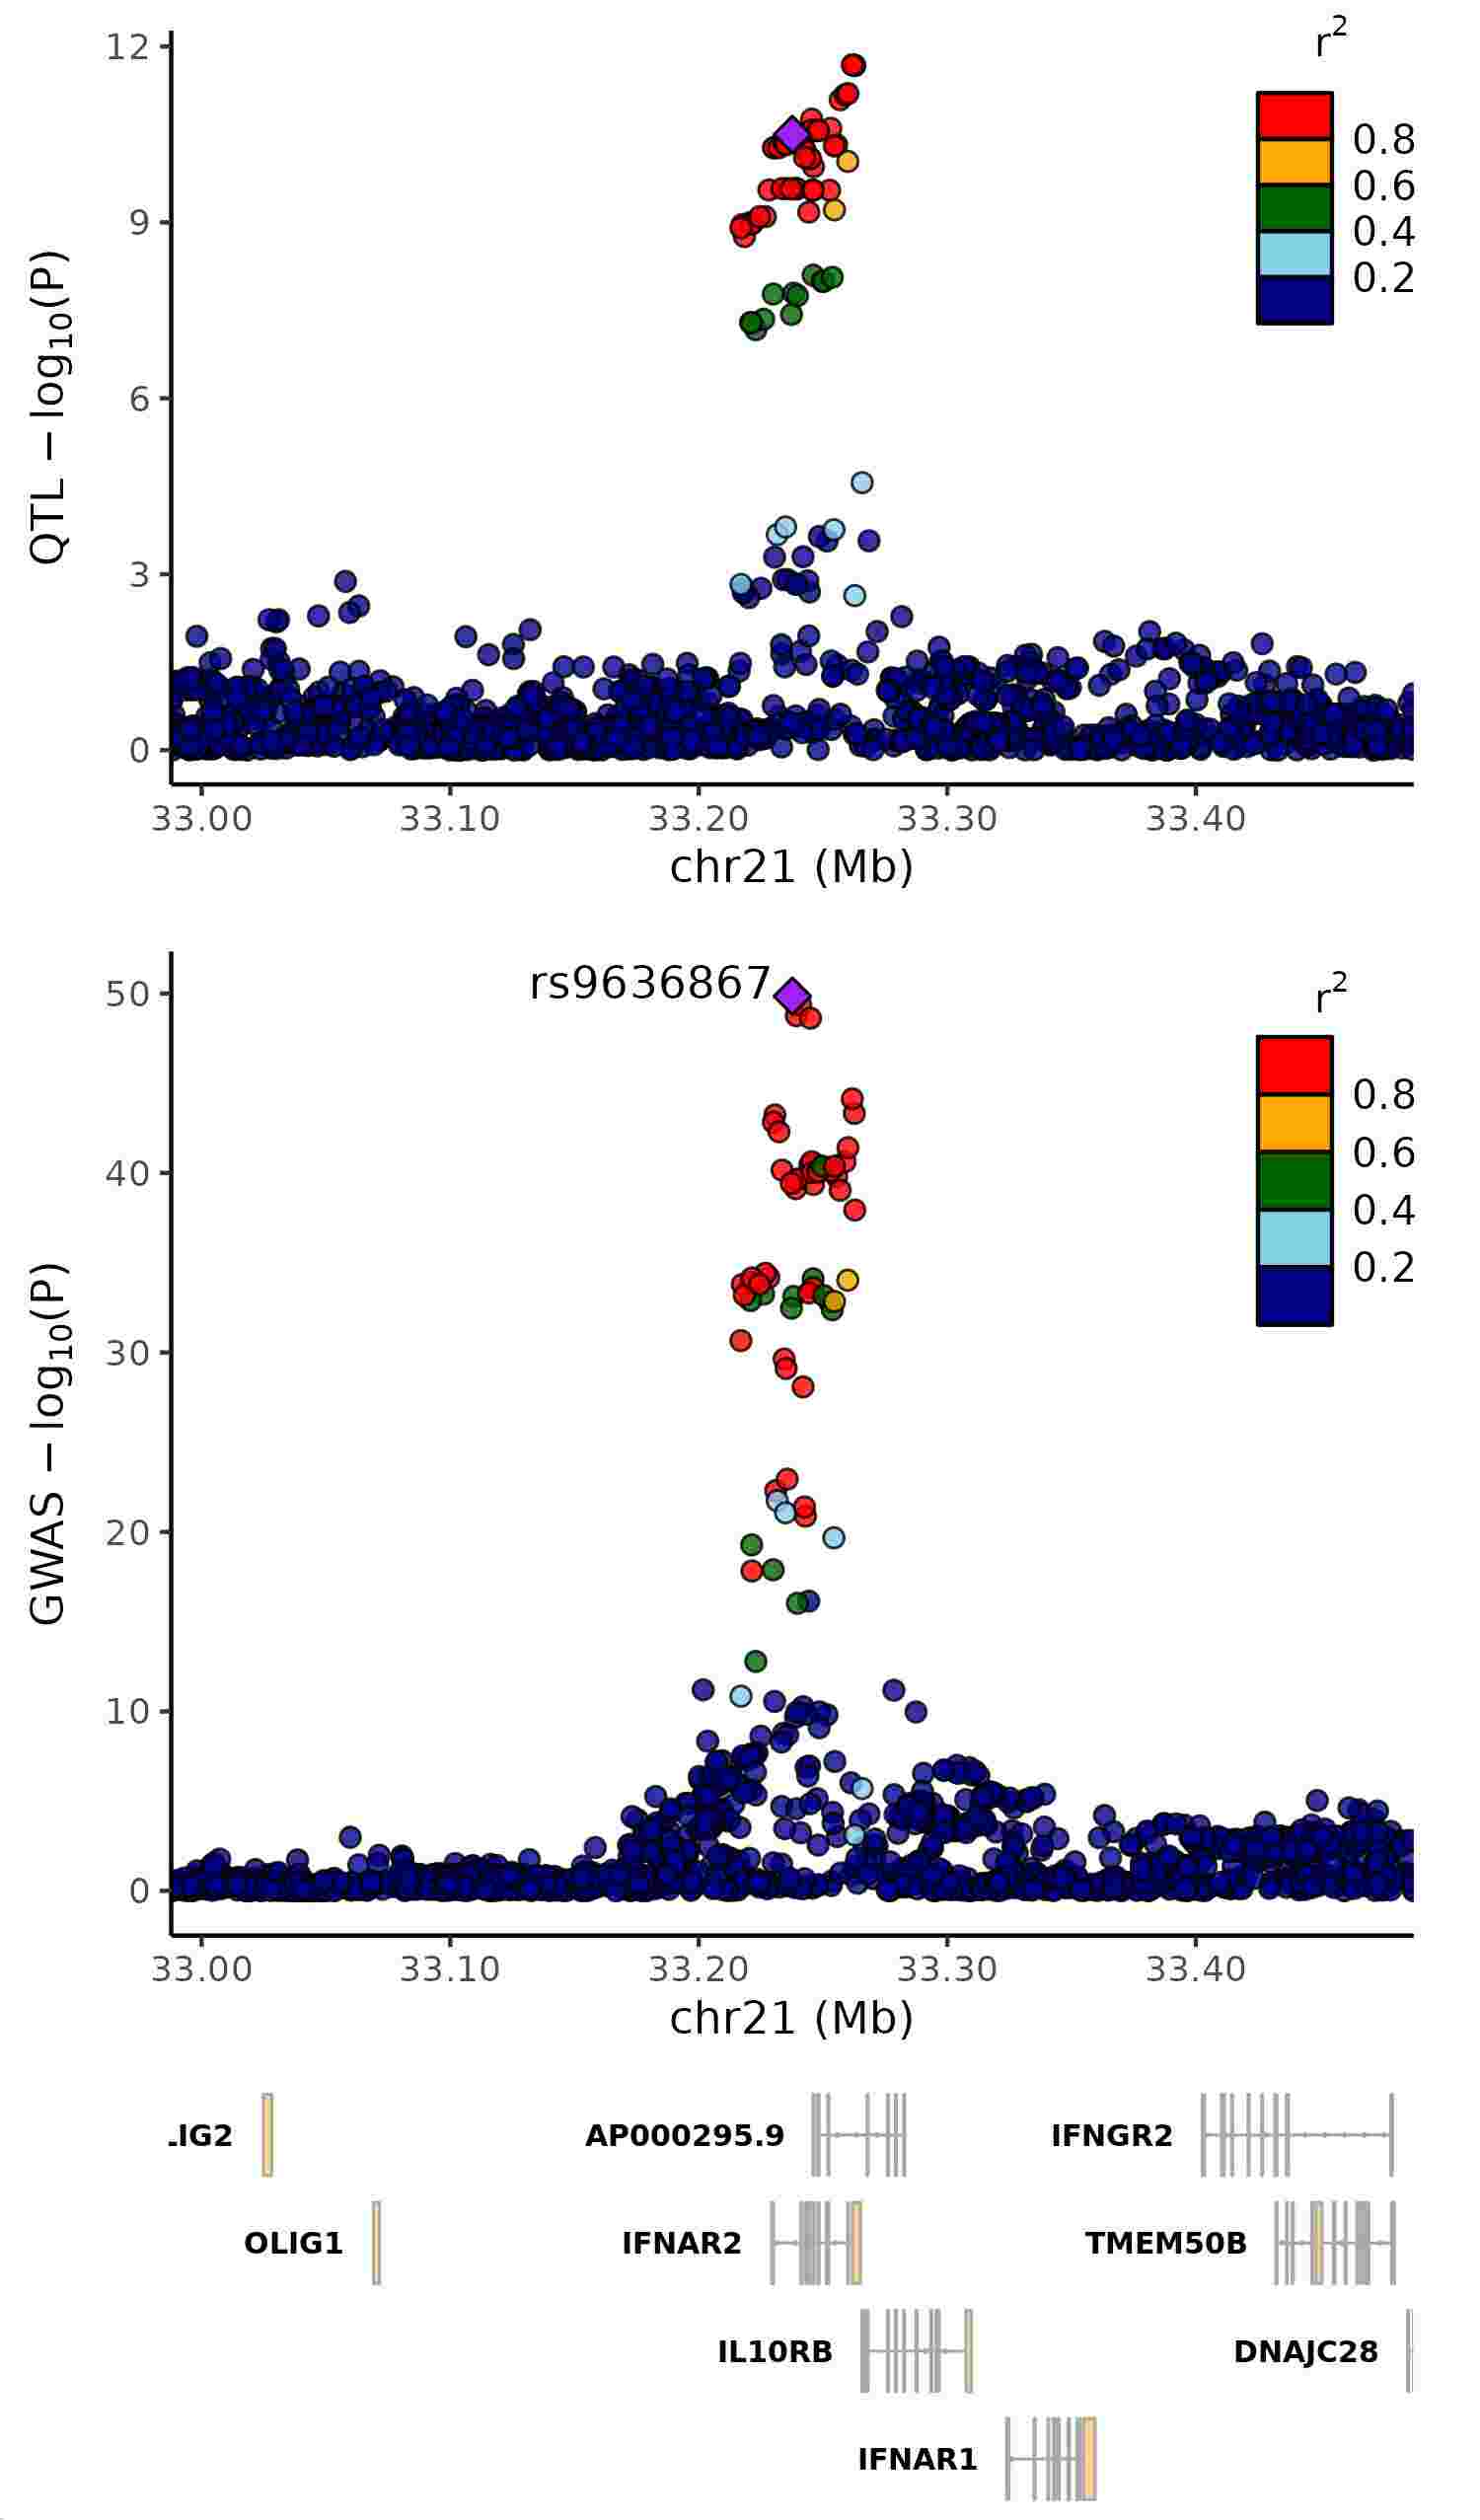 12
9
6
3
0
QTL −log10(P)
r2
0.8
0.6
0.4
0.2
33.00 33.10 33.20 33.30 33.40
chr21 (Mb)
50
40
30
20
10
0
GWAS −log10(P)
rs9636867
r2
0.8
0.6
0.4
0.2
33.00 33.10 33.20 33.30 33.40
chr21 (Mb)
.IG2 AP000295.9 IFNGR2
OLIG1 IFNAR2 TMEM50B
IL10RB DNAJC28
IFNAR1